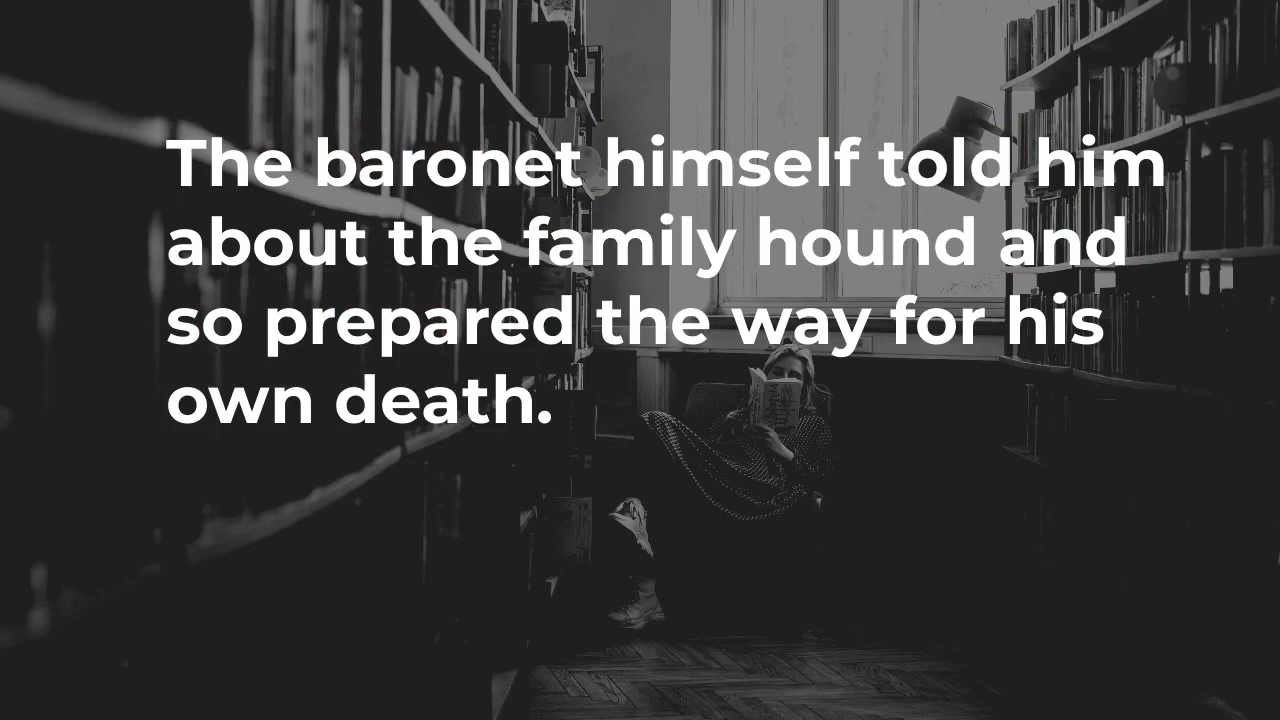 The baronet himself told him
about the family hound and
so prepared the way for his
own death.